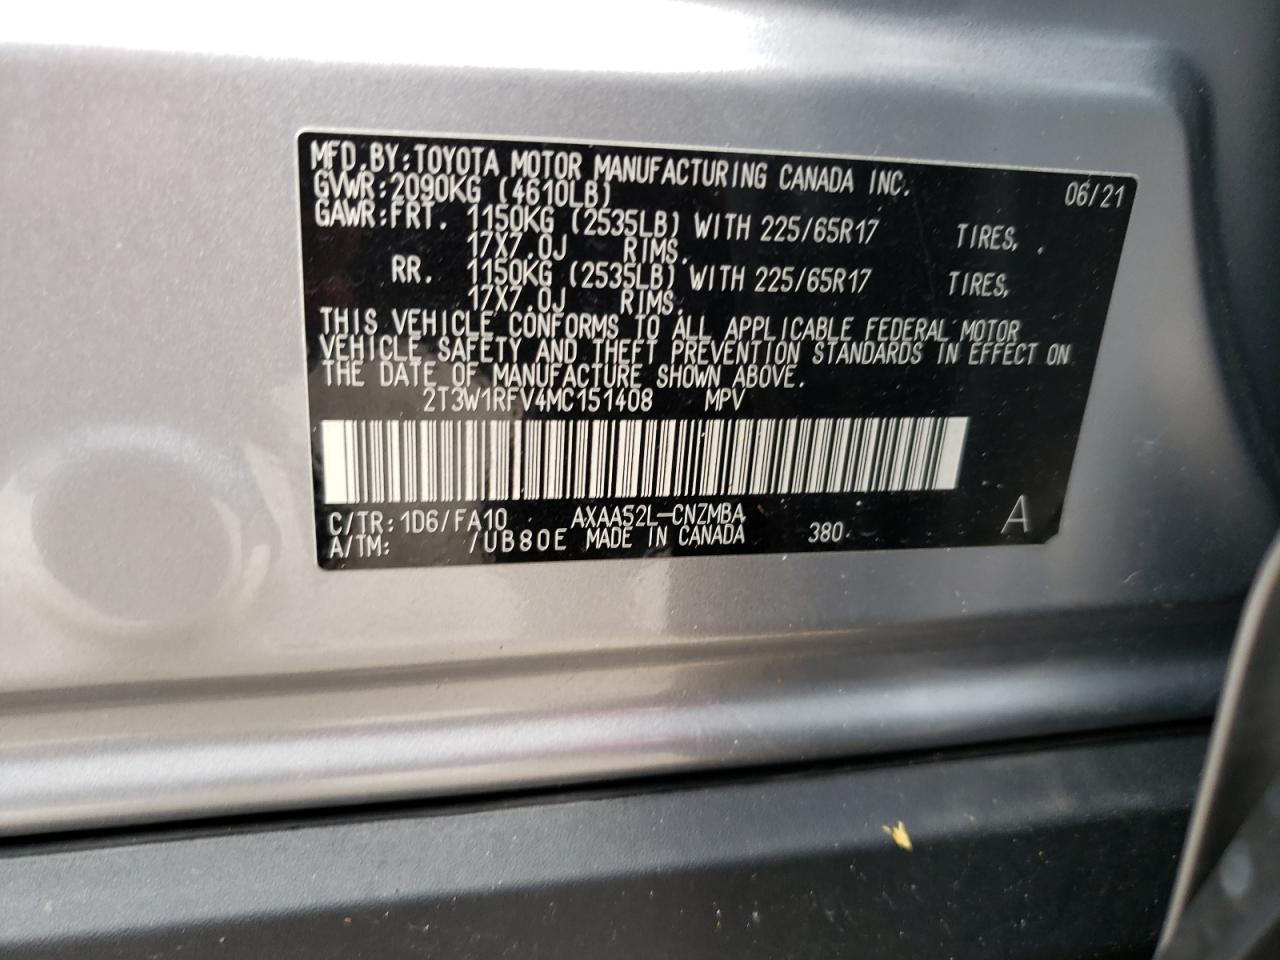 MFD.BY:TOYOTA MOTOR MANUFACTURING CANADA INC. 06/21
GVWR:2090KG (4610LB)
GAWR:FRT. 1150KG (2535LB) WITH 225/65R17 TIRES,
17X7.0J RIMS.
RR. 1150KG (2535LB) WITH 225/65R17 TIRES,
17X7.0J RIMS.
THIS VEHICLE CONFORMS TO ALL APPLICABLE FEDERAL MOTOR
VEHICLE SAFETY AND THEFT PREVENTION STANDARDS IN EFFECT ON
THE DATE OF MANUFACTURE SHOWN ABOVE.
2T3W1RFV4MC151408 MPV
C/TR:1D6/FA10 AXAA52L-CNZMBA
A/TM: /UB80E MADE IN CANADA 380 A